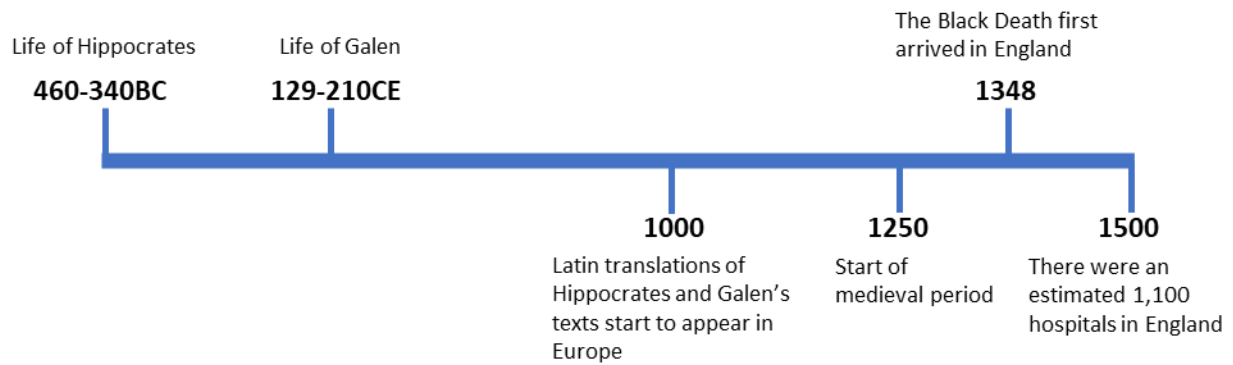 Life of Hippocrates
460-340BC
Life of Galen
129-210CE
The Black Death first
arrived in England
1348
1000
Latin translations of
Hippocrates and Galen’s
texts start to appear in
Europe
1250
Start of
medieval period
1500
There were an
estimated 1,100
hospitals in England